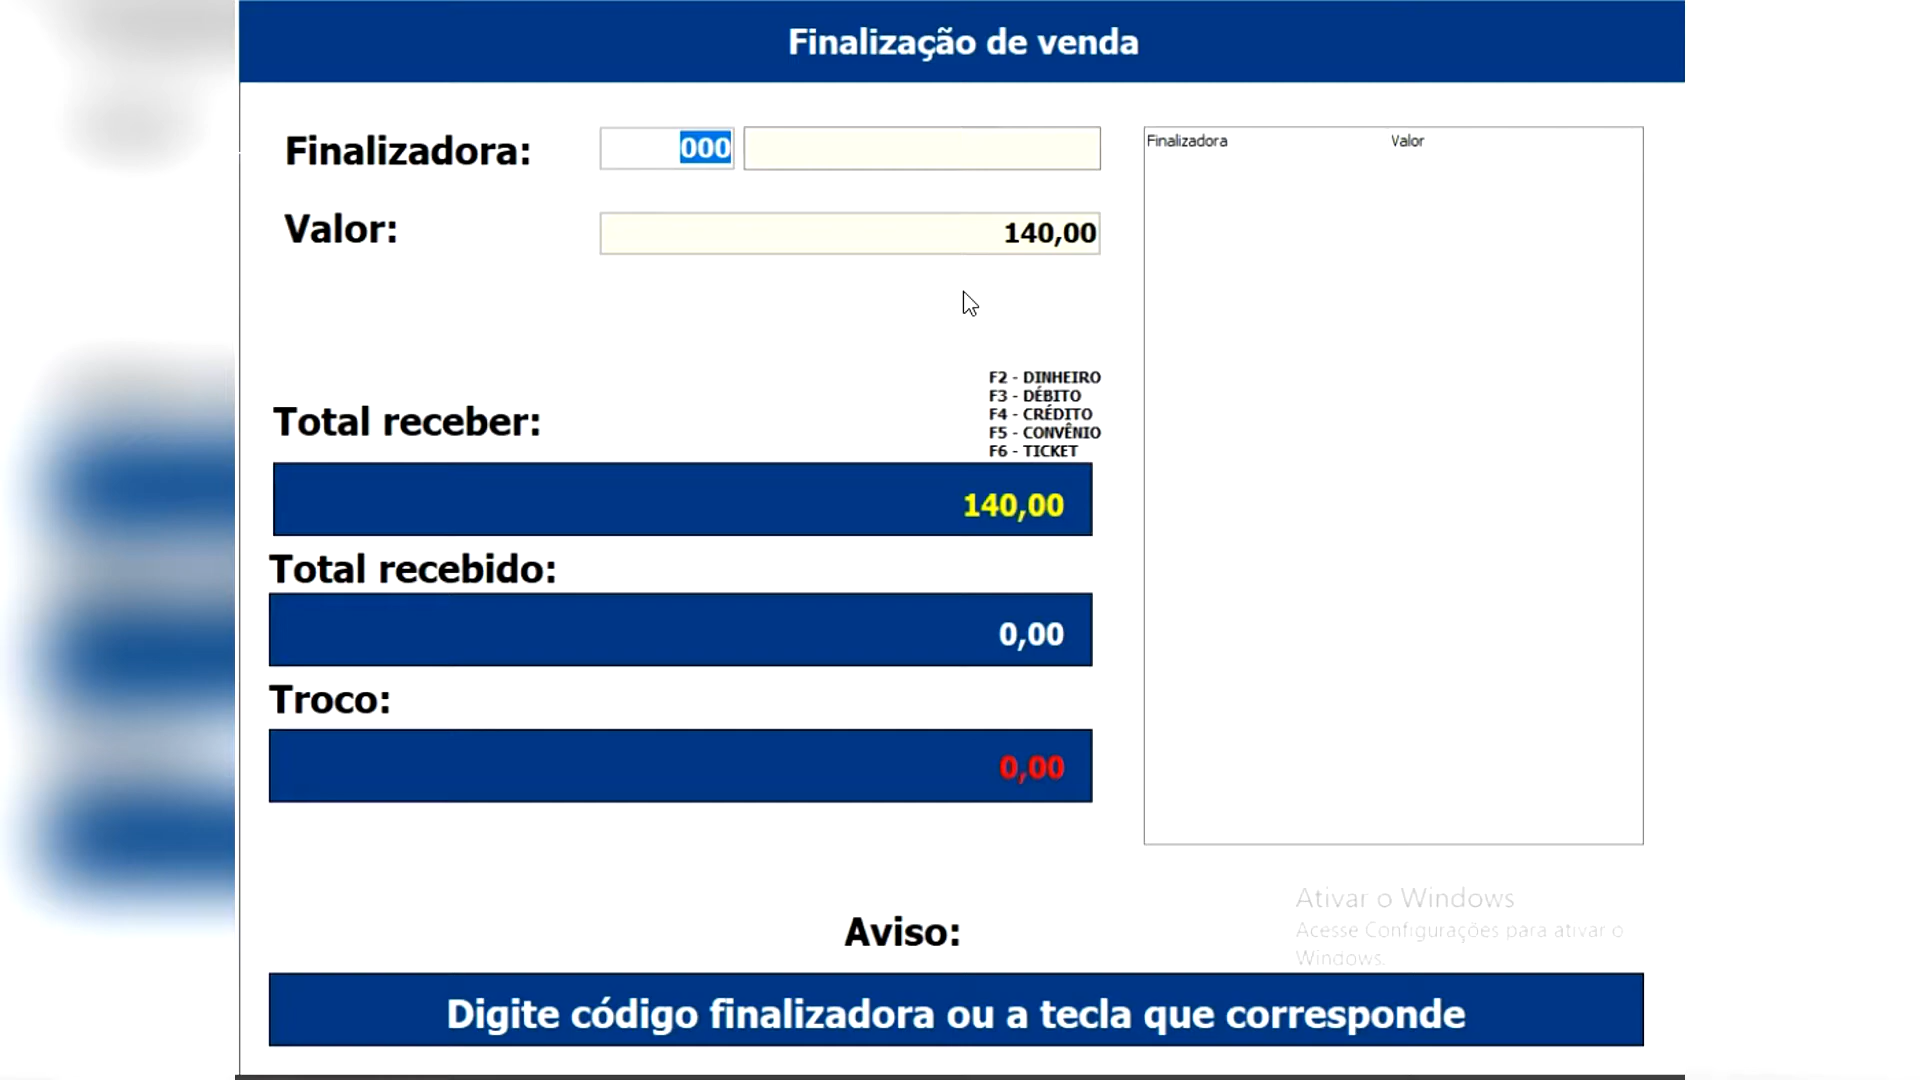 Finalização de venda
Finalizadora: 000
Valor: 140,00
F2 - DINHEIRO
F3 - DÉBITO
F4 - CRÉDITO
F5 - CONVÊNIO
F6 - TICKET
Total receber:
140,00
Total recebido:
0,00
Troco:
0,00
Finalizadora Valor
Ativar o Windows
Acesse Configurações para ativar o
Windows.
Aviso:
Digite código finalizadora ou a tecla que corresponde